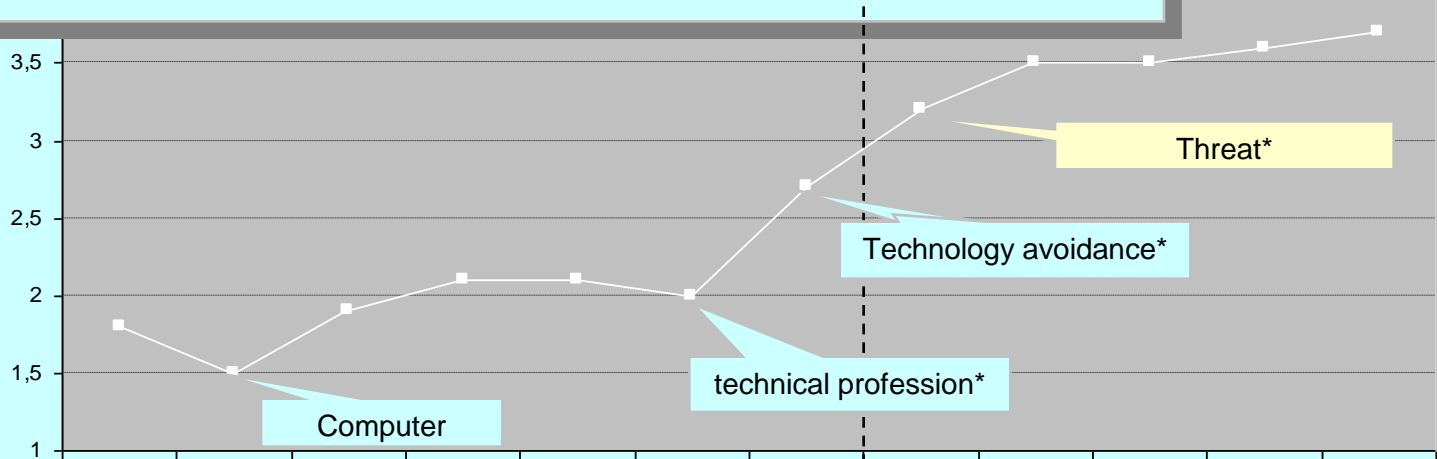 3,5
3
Threat*
2,5
Technology avoidance*
2
technical profession*
1,5
Computer
1